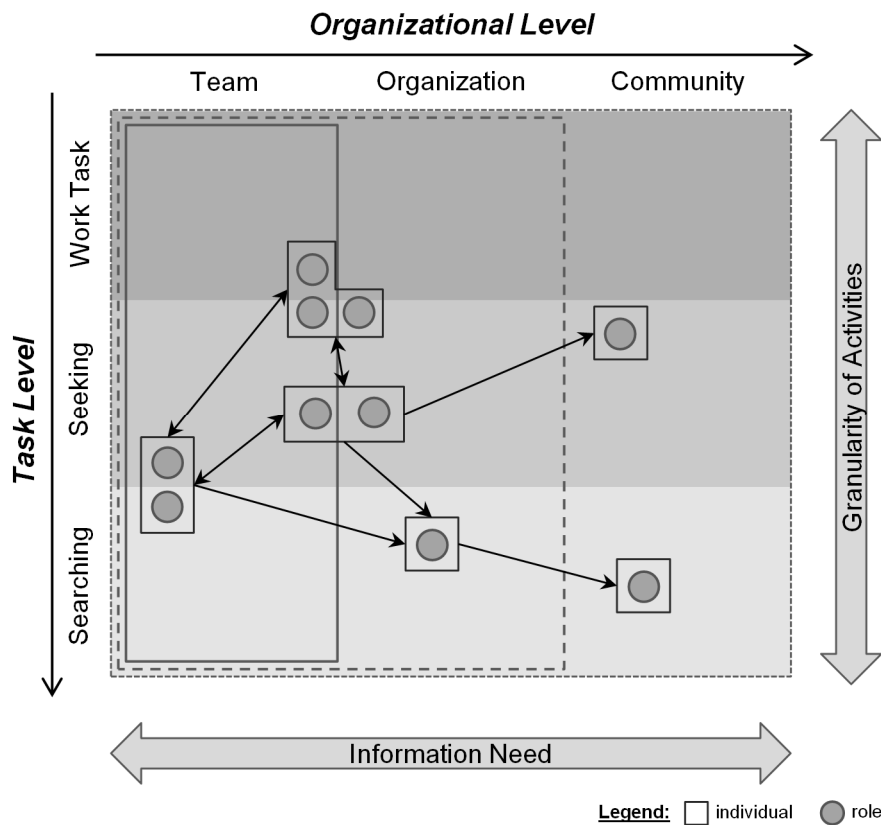 Organizational Level
Team
Organization
Community
Task Level
Work Task
Seeking
Searching
Granularity of Activities
Information Need
Legend: individual role